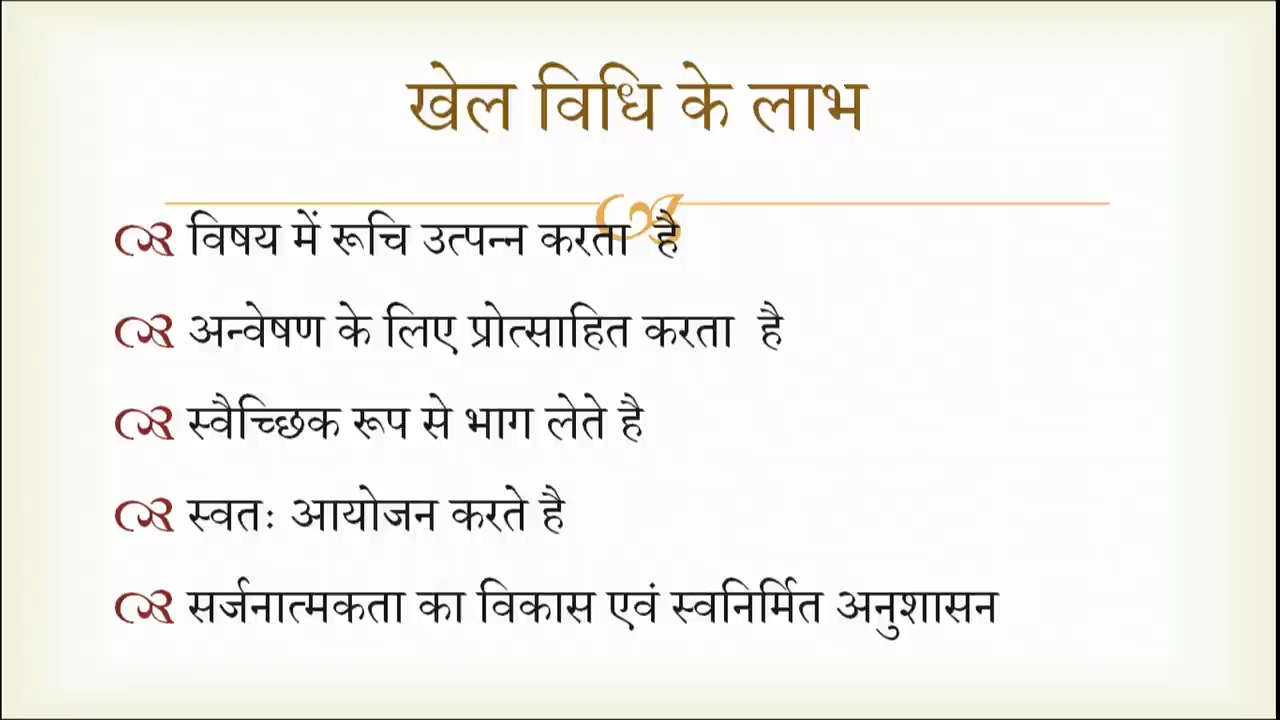 खेल विधि के लाभ
विषय में रूचि उत्पन्न करता है
अन्वेषण के लिए प्रोत्साहित करता है
स्वैच्छिक रूप से भाग लेते है
स्वतः आयोजन करते है
सर्जनात्मकता का विकास एवं स्वनिर्मित अनुशासन